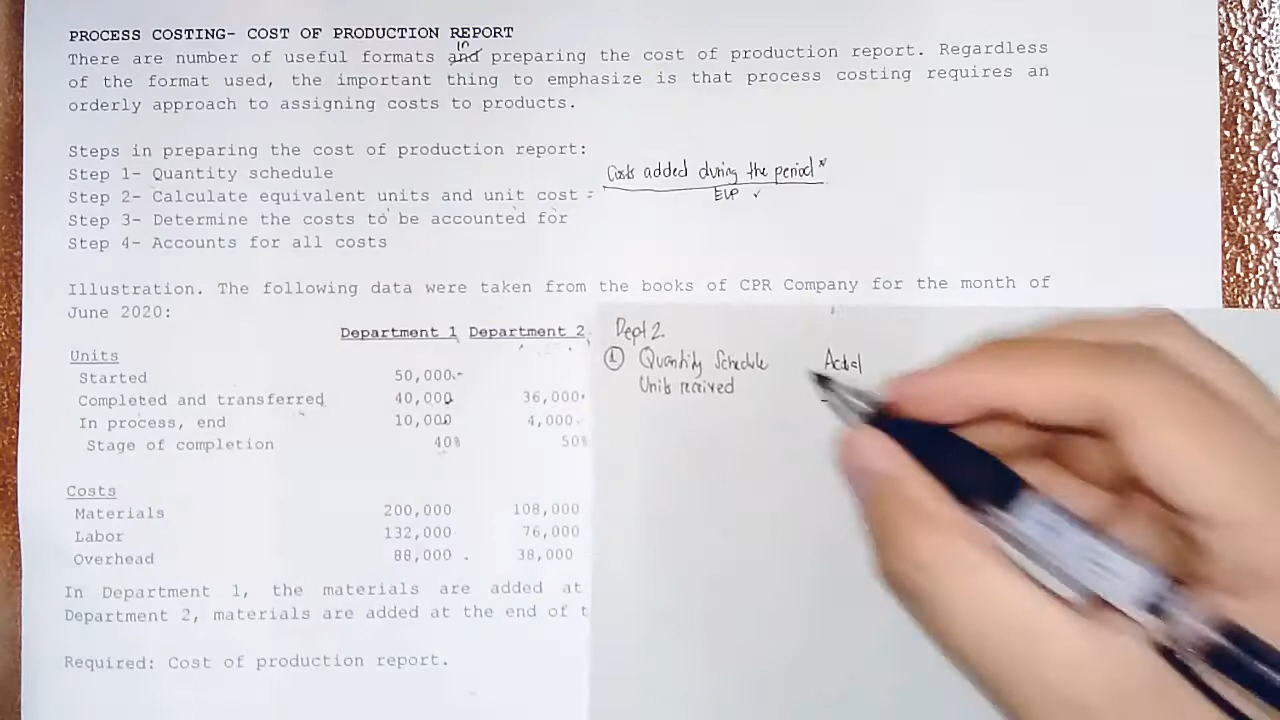 PROCESS COSTING- COST OF PRODUCTION REPORT
in
There are number of useful formats and preparing the cost of production report. Regardless
of the format used, the important thing to emphasize is that process costing requires an
orderly approach to assigning costs to products.
Steps in preparing the cost of production report:
Step 1- Quantity schedule
Step 2- Calculate equivalent units and unit cost = Costs added during the period*
EUP ✓
Step 3- Determine the costs to be accounted for
Step 4- Accounts for all costs
Illustration. The following data were taken from the books of CPR Company for the month of
June 2020:
Department 1 Department 2
Units
Started 50,000
Completed and transferred 40,000 36,000
In process, end 10,000 4,000
Stage of completion 40% 50%
Costs
Materials 200,000 108,000
Labor 132,000 76,000
Overhead 88,000 38,000
In Department 1, the materials are added at
Department 2, materials are added at the end of
Required: Cost of production report.
Dept 2
① Quantity Schedule Actual
Units received